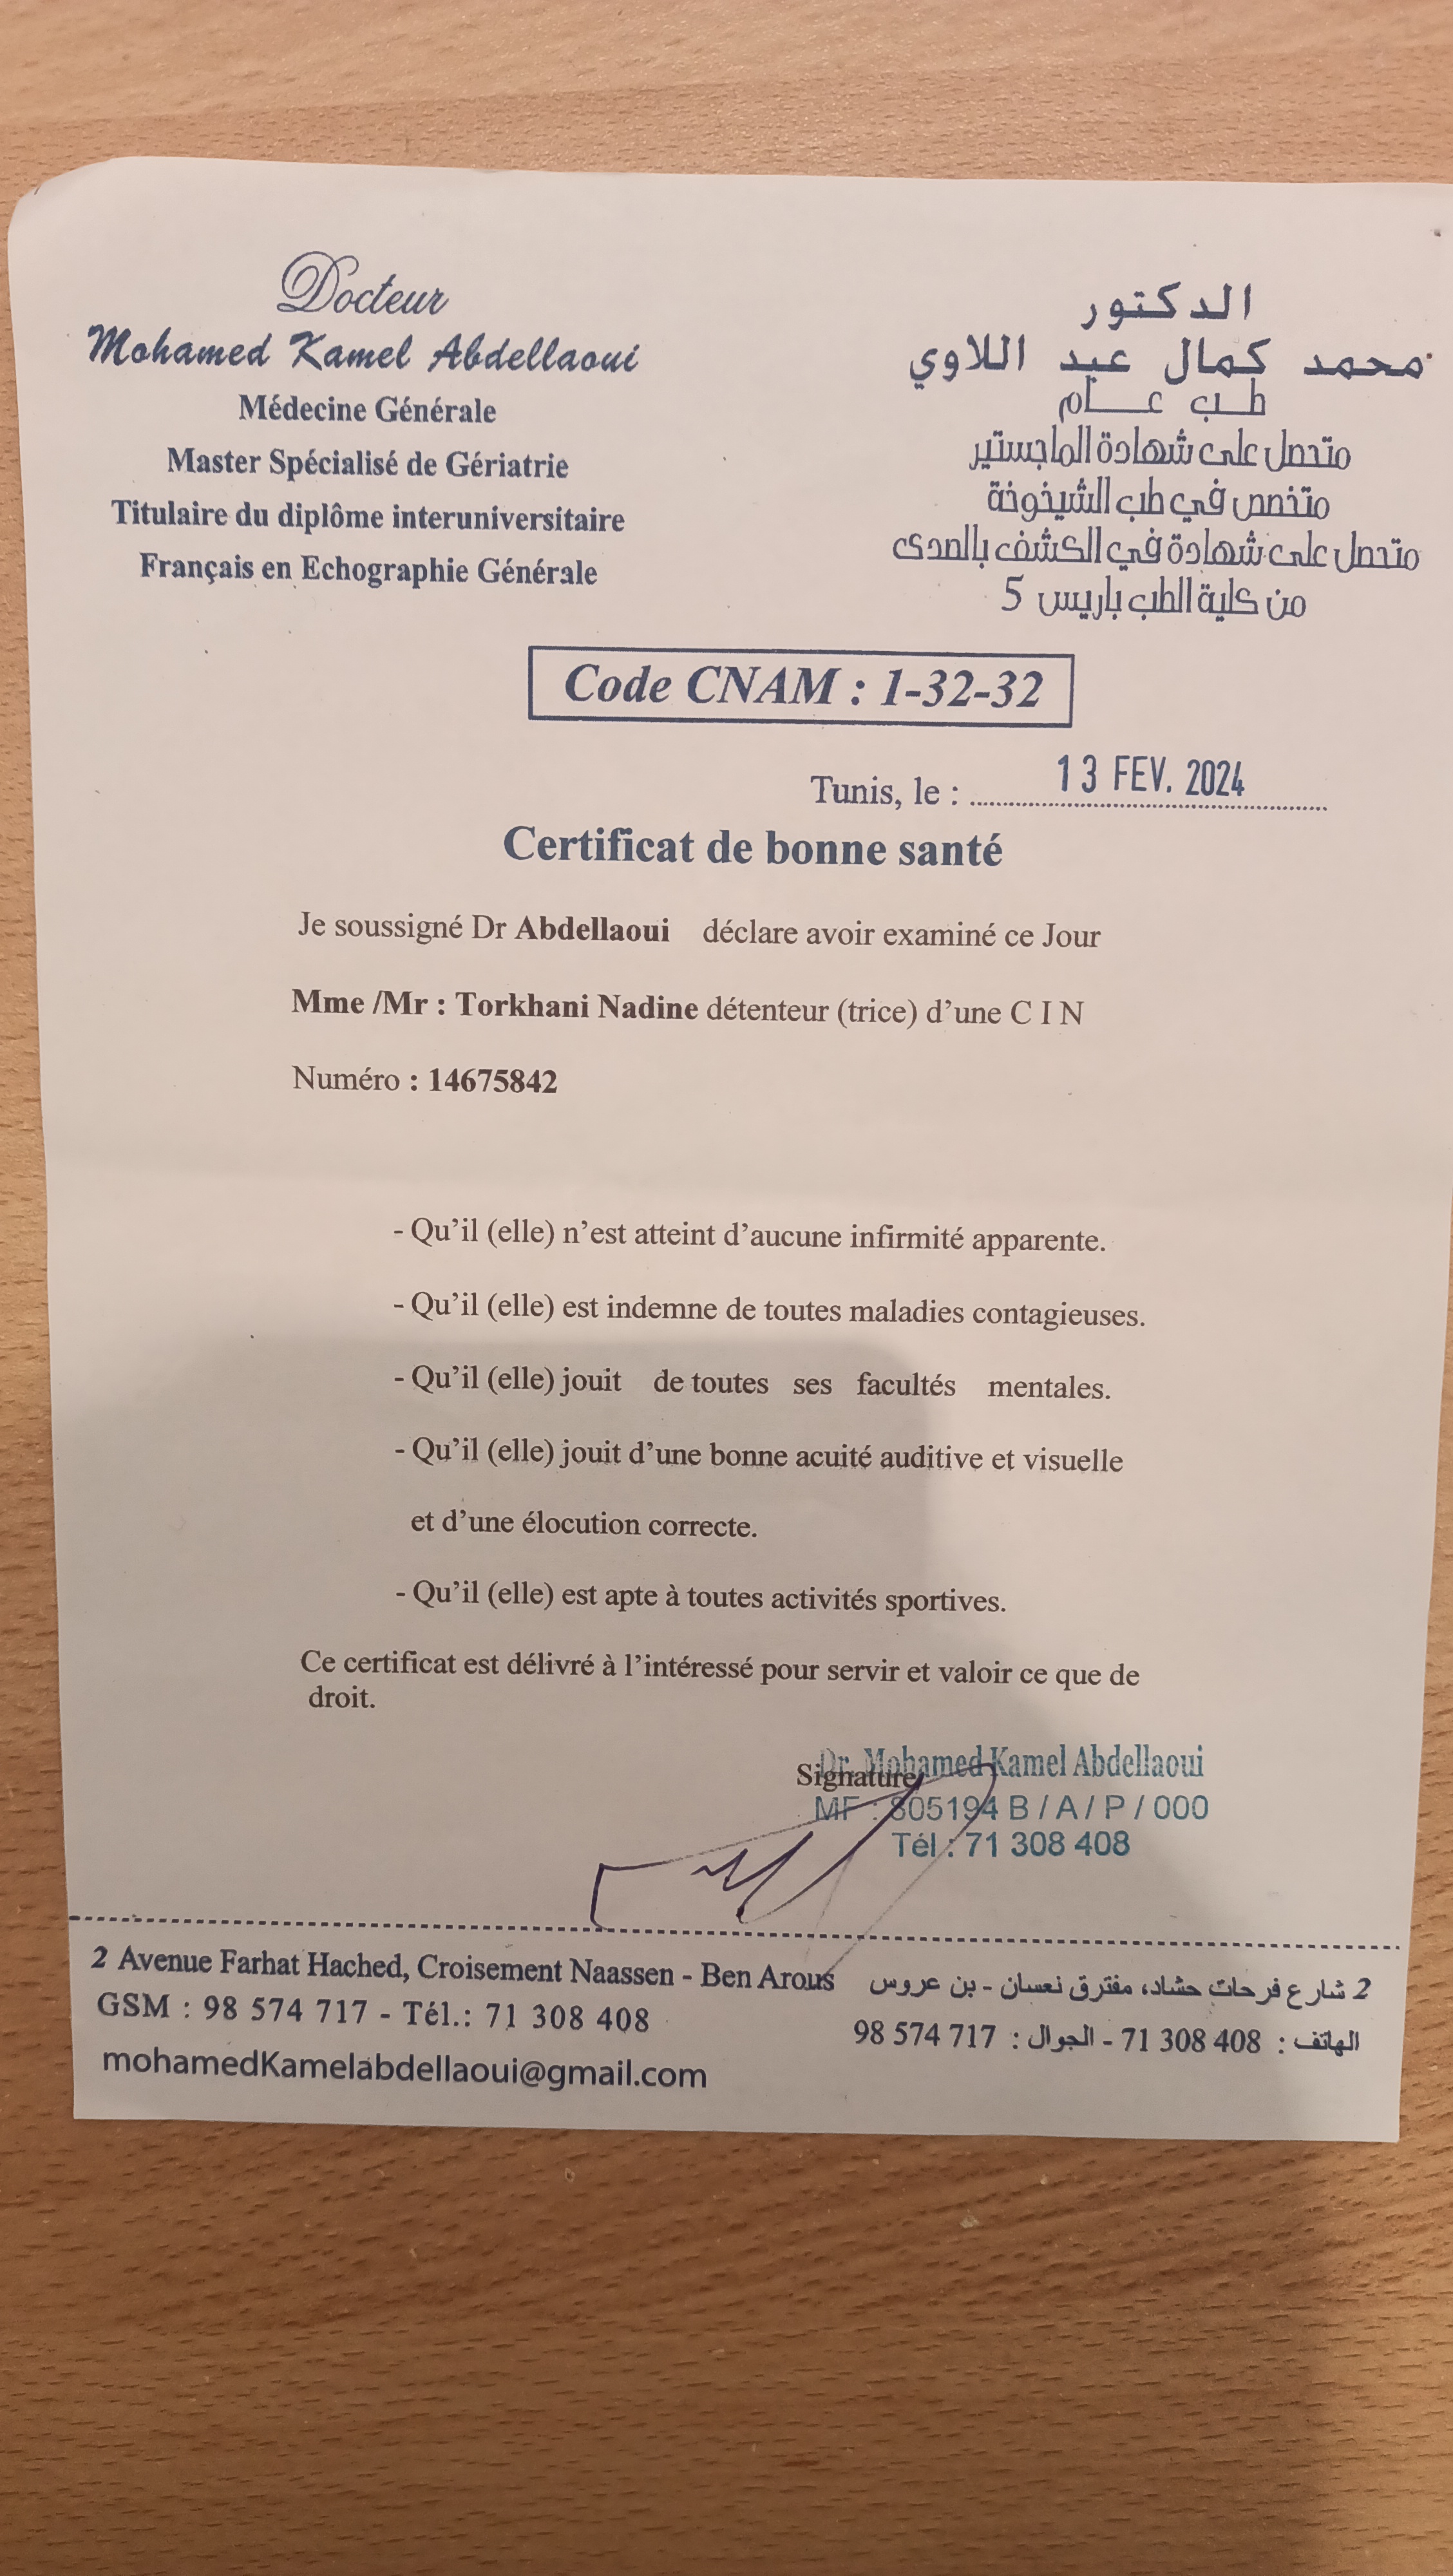 Docteur
Mohamed Kamel Abdellaoui
Médecine Générale
Master Spécialisé de Gériatrie
Titulaire du diplôme interuniversitaire
Français en Echographie Générale
الدكتور
محمد كمال عبد اللاوي
طب عام
متحصل على شهادة الماجستير
متخصص في طب الشيخوخة
متحصل على شهادة في الكشف بالصدى
من كلية الطب باريس 5
Code CNAM : 1-32-32
Tunis, le : 13 FEV. 2024
Certificat de bonne santé
Je soussigné Dr Abdellaoui déclare avoir examiné ce Jour
Mme /Mr : Torkhani Nadine détenteur (trice) d’une C I N
Numéro : 14675842
- Qu’il (elle) n’est atteint d’aucune infirmité apparente.
- Qu’il (elle) est indemne de toutes maladies contagieuses.
- Qu’il (elle) jouit de toutes ses facultés mentales.
- Qu’il (elle) jouit d’une bonne acuité auditive et visuelle
et d’une élocution correcte.
- Qu’il (elle) est apte à toutes activités sportives.
Ce certificat est délivré à l’intéressé pour servir et valoir ce que de
droit.
Signature
Dr. Mohamed Kamel Abdellaoui
MF : 805194 B / A / P / 000
Tél : 71 308 408
2 Avenue Farhat Hached, Croisement Naassen - Ben Arous
GSM : 98 574 717 - Tél.: 71 308 408
mohamedKamelabdellaoui@gmail.com
2 شارع فرحات حشاد، مفترق نعسان - بن عروس
الهاتف : 408 308 71 - الجوال : 717 574 98